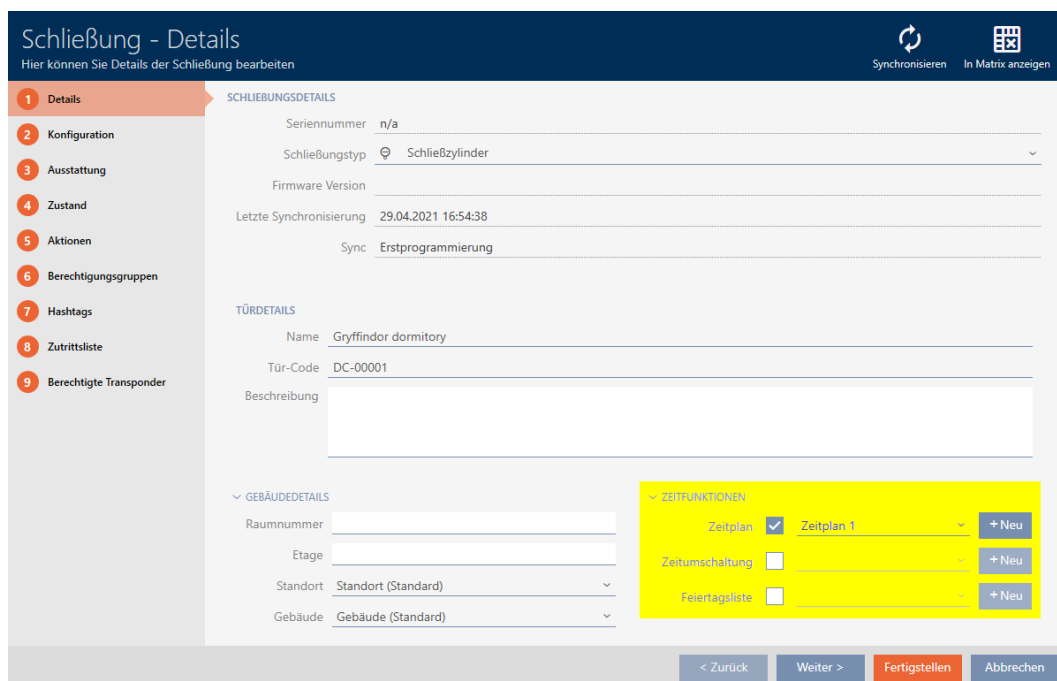 Schließung - Details
Hier können Sie Details der Schließung bearbeiten
Synchronisieren
In Matrix anzeigen
1 Details
2 Konfiguration
3 Ausstattung
4 Zustand
5 Aktionen
6 Berechtigungsgruppen
7 Hashtags
8 Zutrittsliste
9 Berechtigte Transponder
SCHLIEßUNGSDETAILS
Seriennummer n/a
Schließungstyp Schließzylinder
Firmware Version
Letzte Synchronisierung 29.04.2021 16:54:38
Sync Erstprogrammierung
TÜRDETAILS
Name Gryffindor dormitory
Tür-Code DC-00001
Beschreibung
GEBÄUDEDETAILS
Raumnummer
Etage
Standort Standort (Standard)
Gebäude Gebäude (Standard)
ZEITFUNKTIONEN
Zeitplan Zeitplan 1 + Neu
Zeitumschaltung + Neu
Feiertagsliste + Neu
< Zurück
Weiter >
Fertigstellen
Abbrechen